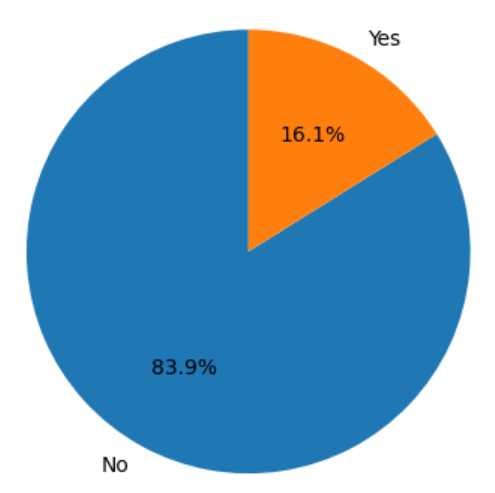 Yes
16.1%
83.9%
No